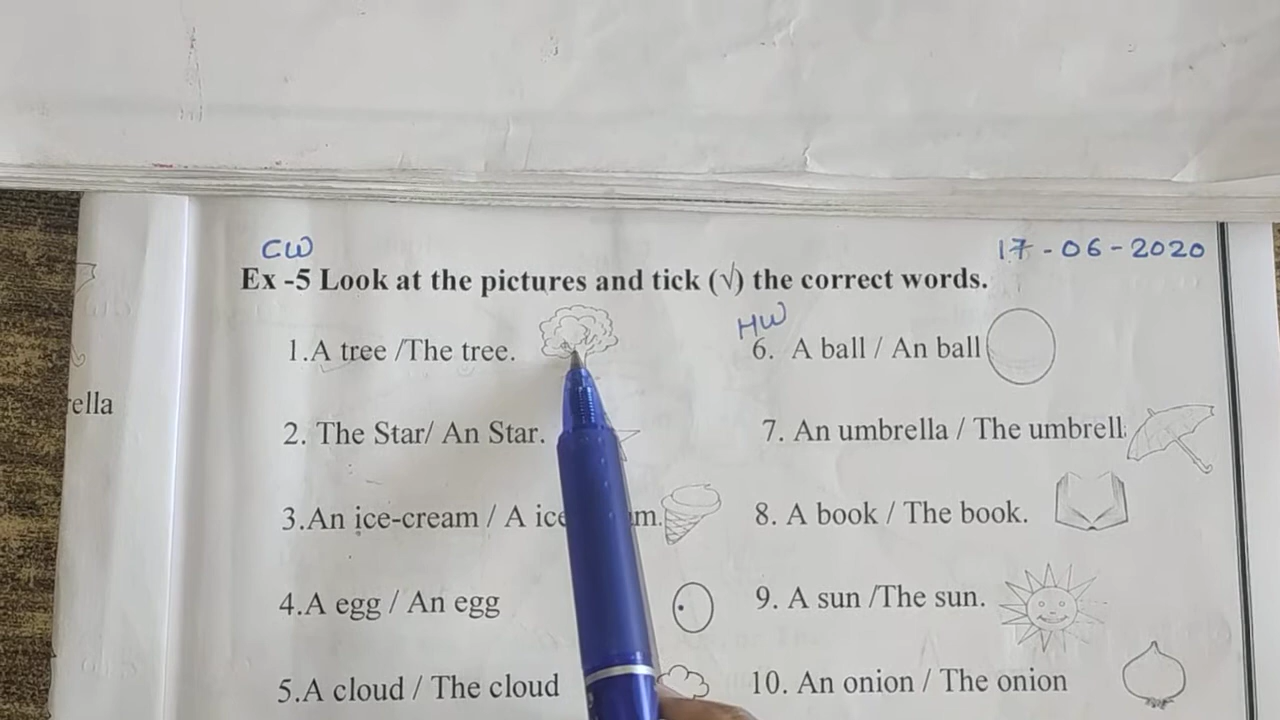 CW
17-06-2020
Ex -5 Look at the pictures and tick (√) the correct words.
1.A tree /The tree.
2. The Star/ An Star.
3.An ice-cream / A
4.A egg / An egg
5.A cloud / The cloud
HW
6. A ball / An ball
7. An umbrella / The umbrell
8. A book / The book.
9. A sun /The sun.
10. An onion / The onion
ella